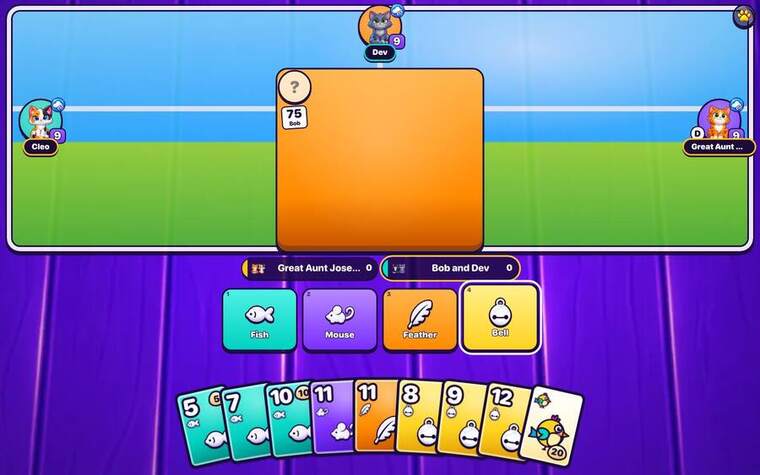 Dev
9
?
75
Bob
Cleo
9
D
9
Great Aunt ...
Great Aunt Jose... 0
Bob and Dev 0
1
Fish
2
Mouse
3
Feather
4
Bell
5
7
10
10
11
11
8
9
12
20